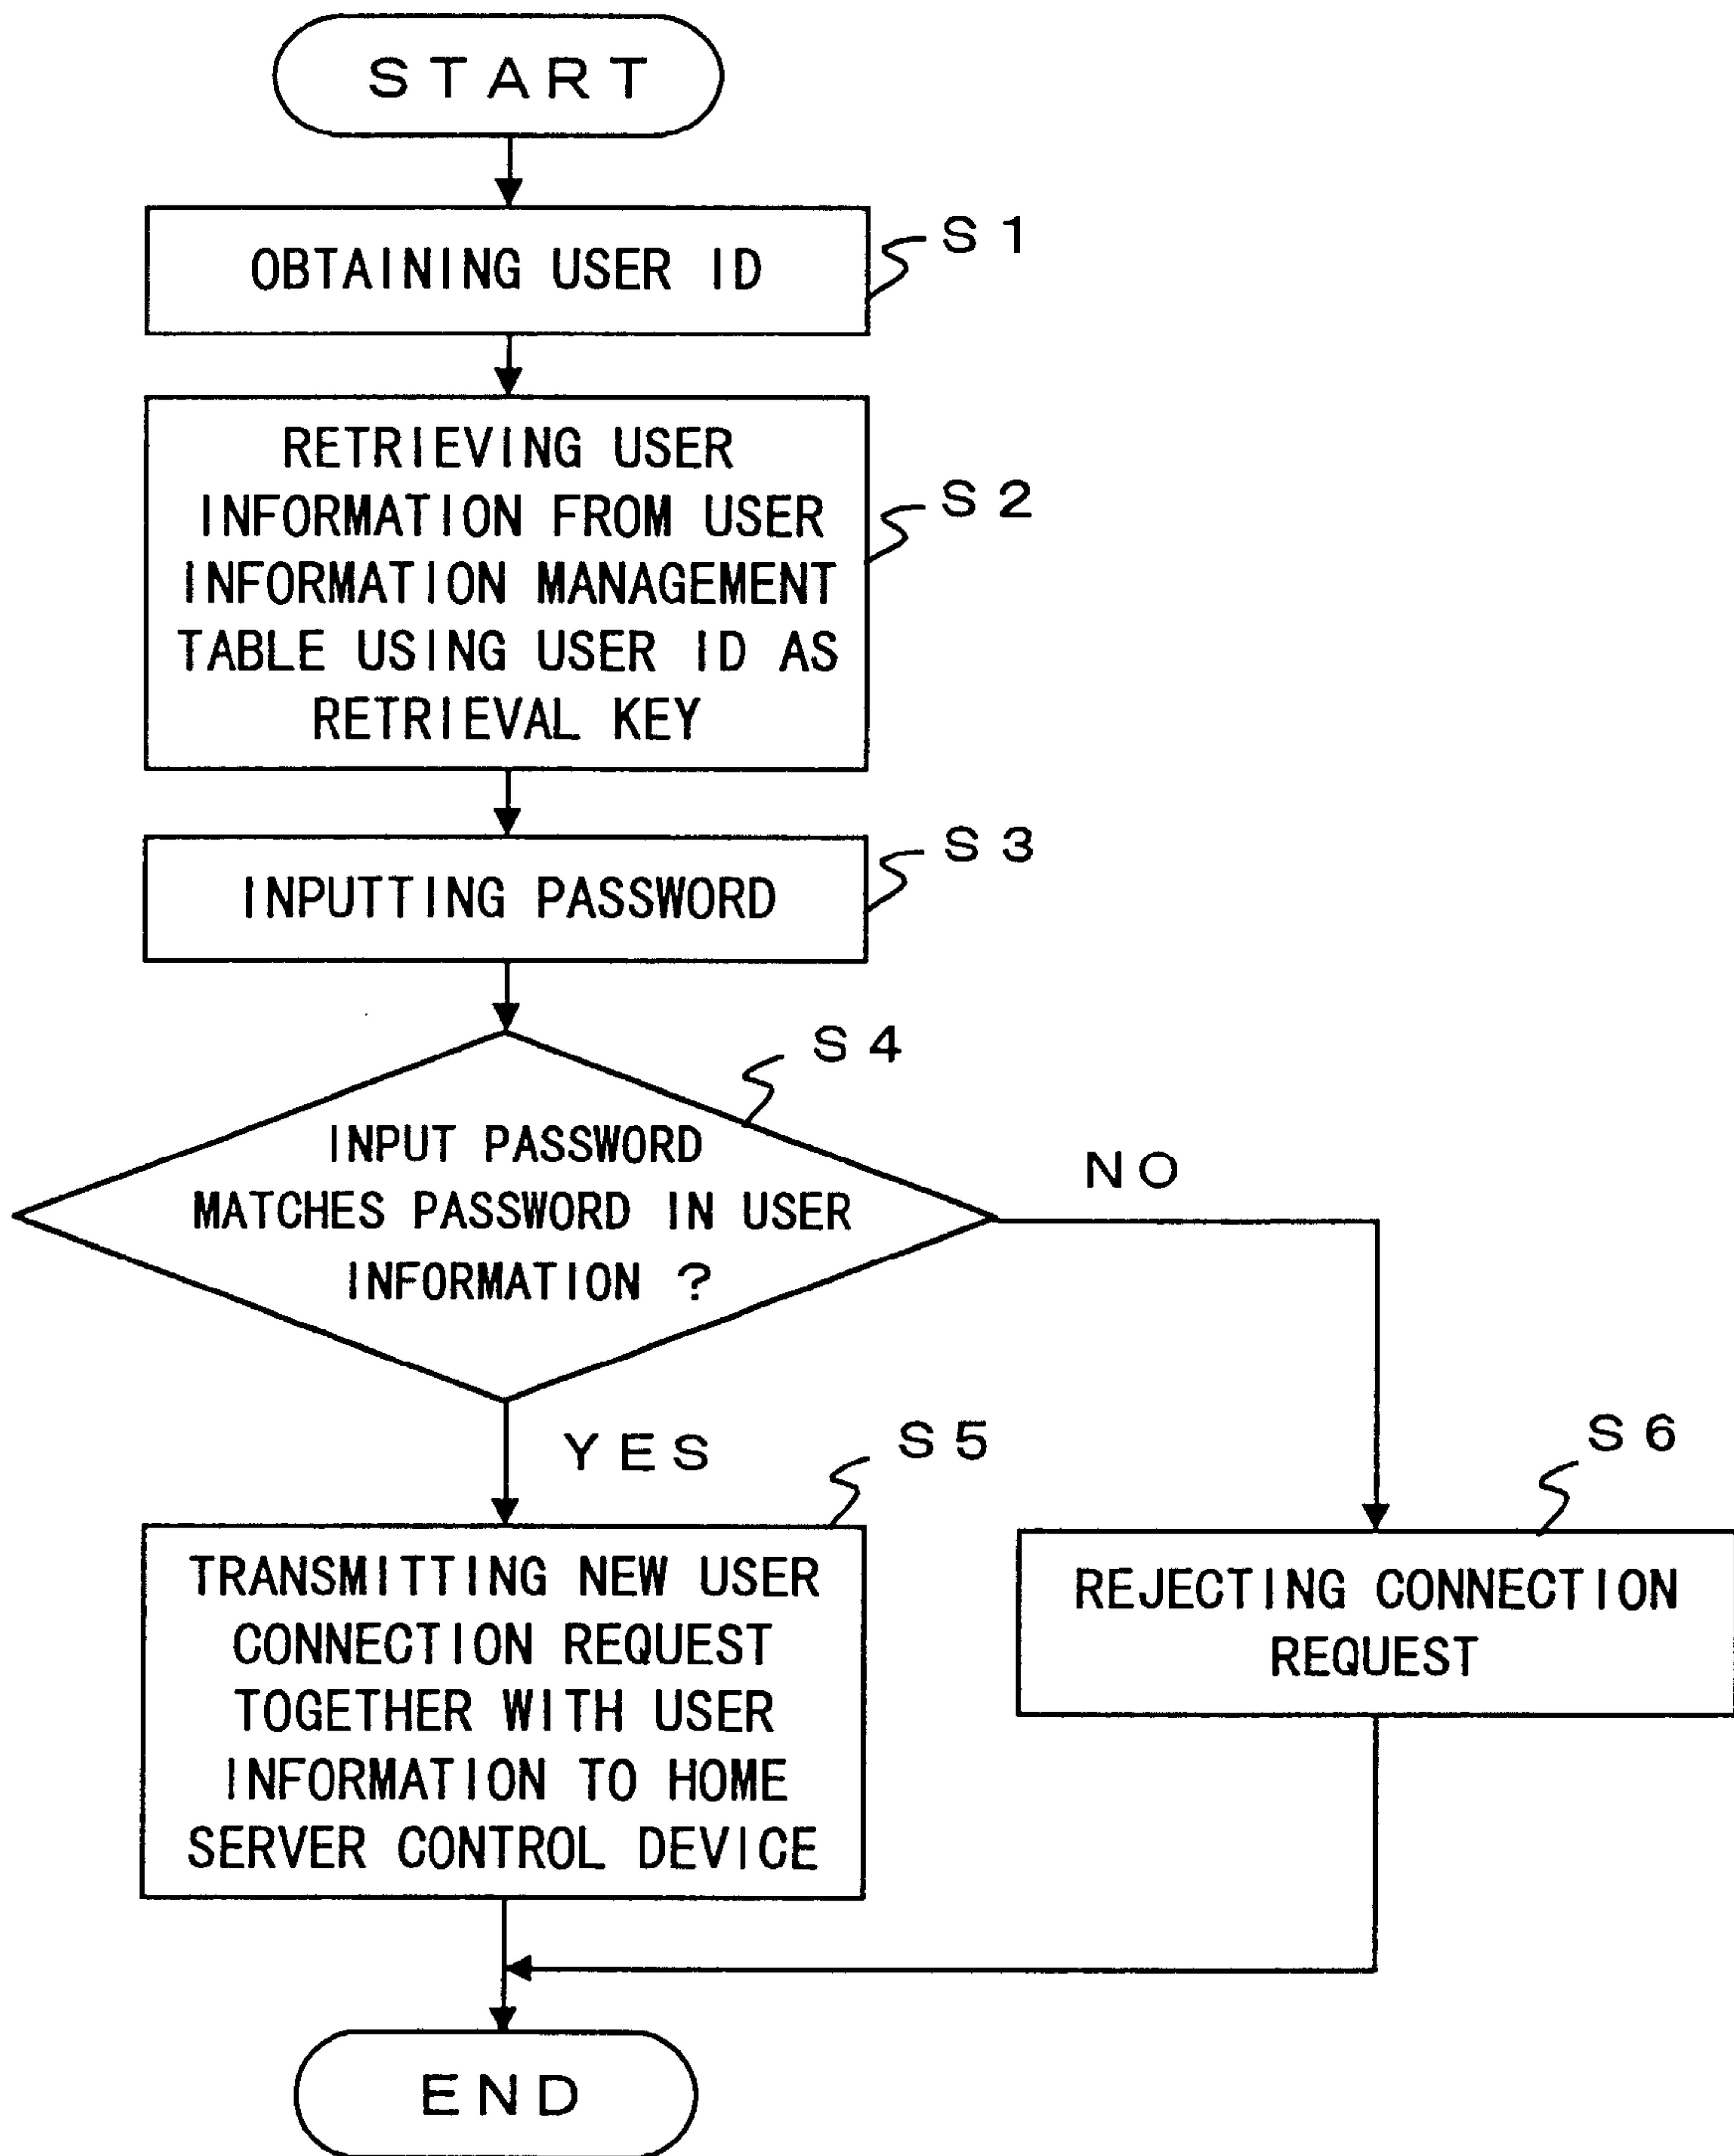 START
OBTAINING USER ID
S1
RETRIEVING USER
INFORMATION FROM USER
INFORMATION MANAGEMENT
TABLE USING USER ID AS
RETRIEVAL KEY
S2
INPUTTING PASSWORD
S3
INPUT PASSWORD
MATCHES PASSWORD IN USER
INFORMATION ?
S4
NO
YES
TRANSMITTING NEW USER
CONNECTION REQUEST
TOGETHER WITH USER
INFORMATION TO HOME
SERVER CONTROL DEVICE
S5
REJECTING CONNECTION
REQUEST
S6
END